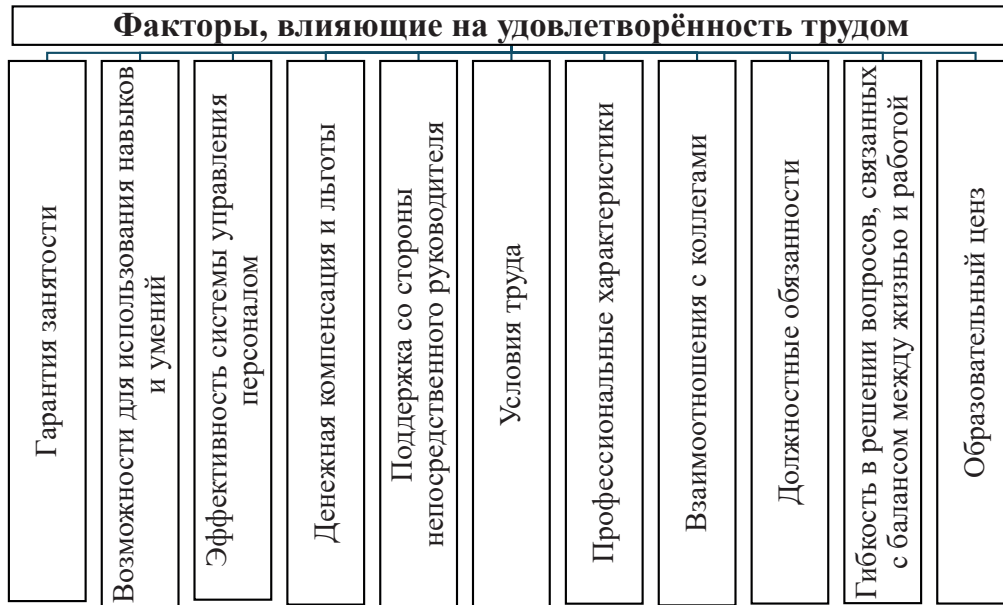 Факторы, влияющие на удовлетворённость трудом
Гарантия занятости
Возможности для использования навыков
и умений
Эффективность системы управления
персоналом
Денежная компенсация и льготы
Поддержка со стороны
непосредственного руководителя
Условия труда
Профессиональные характеристики
Взаимоотношения с коллегами
Должностные обязанности
Гибкость в решении вопросов, связанных
с балансом между жизнью и работой
Образовательный ценз